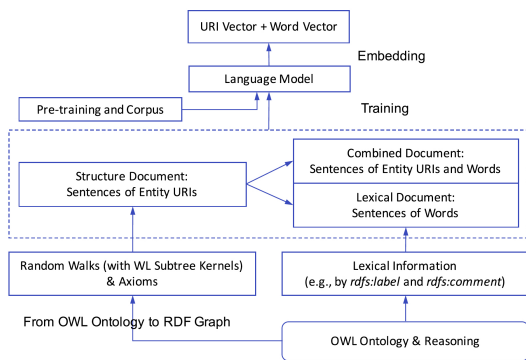 URI Vector + Word Vector
Embedding
Language Model
Pre-training and Corpus
Training
Structure Document:
Sentences of Entity URIs
Combined Document:
Sentences of Entity URIs and Words
Lexical Document:
Sentences of Words
Random Walks (with WL Subtree Kernels)
& Axioms
Lexical Information
(e.g., by rdfs:label and rdfs:comment)
From OWL Ontology to RDF Graph
OWL Ontology & Reasoning